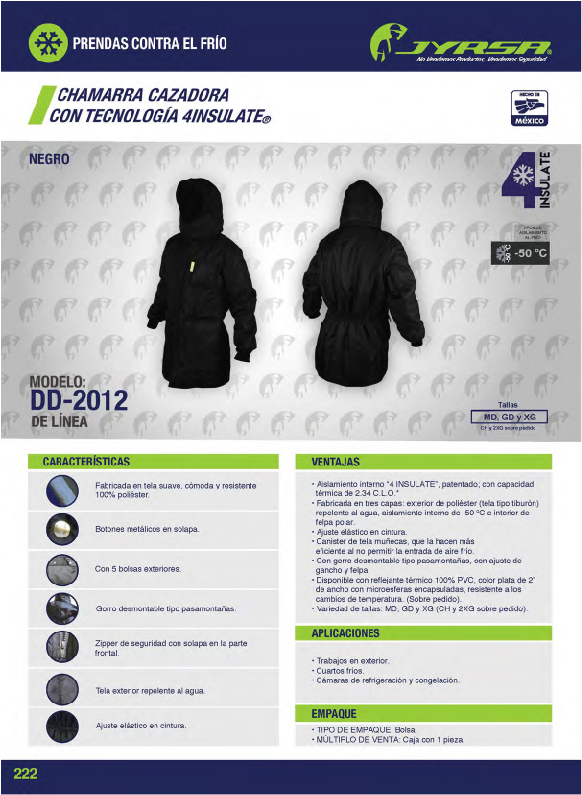 PRENDAS CONTRA EL FRÍO
JYRSA®
No Vendemos Productos, Vendemos Seguridad
CHAMARRA CAZADORA
CON TECNOLOGÍA 4INSULATE®
HECHO EN
MÉXICO
NEGRO
4
INSULATE
AISLAMIENTO
AL FRÍO
-50 °C
-50 °C
MODELO:
DD-2012
DE LÍNEA
Tallas
MD, GD y XG
CH y 2XG sobre pedido
CARACTERÍSTICAS
Fabricada en tela suave, cómoda y resistente
100% poliéster.
Botones metálicos en solapa.
Con 5 bolsas exteriores.
Gorro desmontable tipo pasamontañas.
Zipper de seguridad con solapa en la parte
frontal.
Tela exterior repelente al agua.
Ajuste elástico en cintura.
VENTAJAS
• Aislamiento interno "4 INSULATE", patentado; con capacidad
térmica de 2.34 C.L.O.*
• Fabricada en tres capas: exterior de poliéster (tela tipo tiburón)
repelente al agua, aislamiento interno de -50 °C e interior de
felpa polar.
• Ajuste elástico en cintura.
• Canister de tela muñecas, que la hacen más
eficiente al no permitir la entrada de aire frío.
• Con gorro desmontable tipo pasamontañas, con ajuste de
gancho y felpa.
• Disponible con reflejante térmico 100% PVC, color plata de 2"
de ancho con microesferas encapsuladas, resistente a los
cambios de temperatura. (Sobre pedido).
• Variedad de tallas: MD, GD y XG (CH y 2XG sobre pedido).
APLICACIONES
• Trabajos en exterior.
• Cuartos fríos.
• Cámaras de refrigeración y congelación.
EMPAQUE
• TIPO DE EMPAQUE: Bolsa
• MÚLTIPLO DE VENTA: Caja con 1 pieza
222